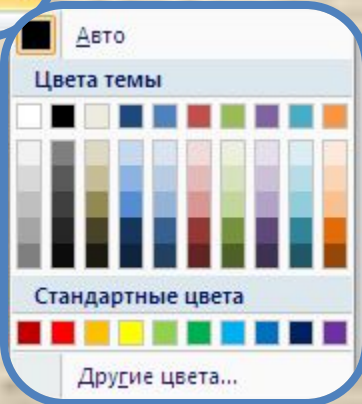 Авто
Цвета темы
Стандартные цвета
Другие цвета...